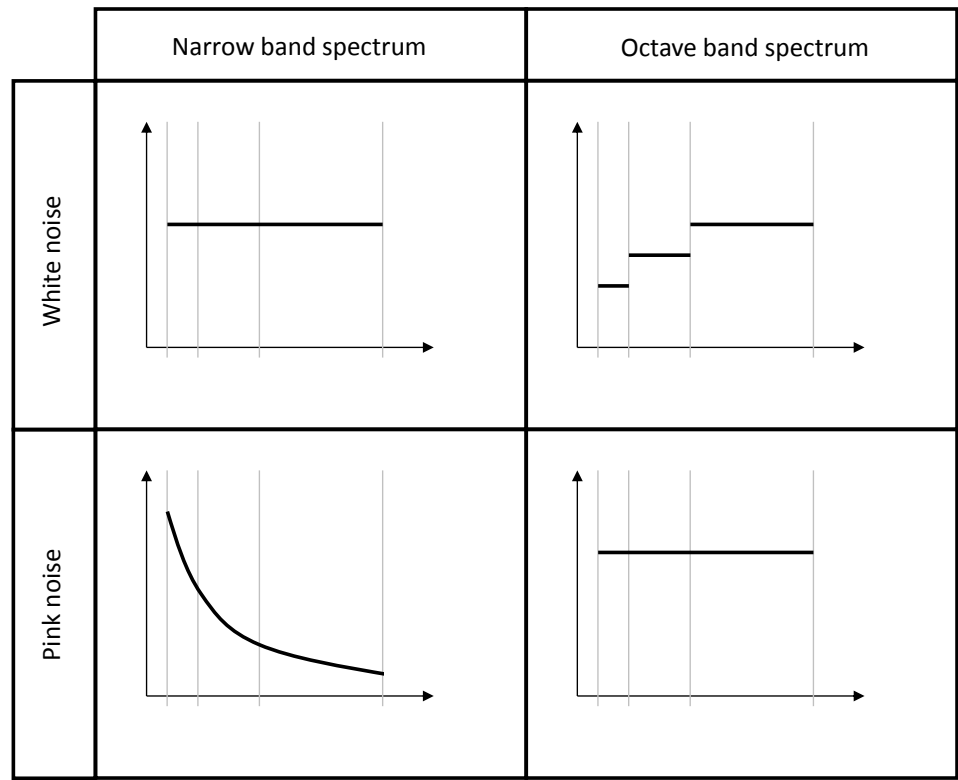 Narrow band spectrum
Octave band spectrum
White noise
Pink noise